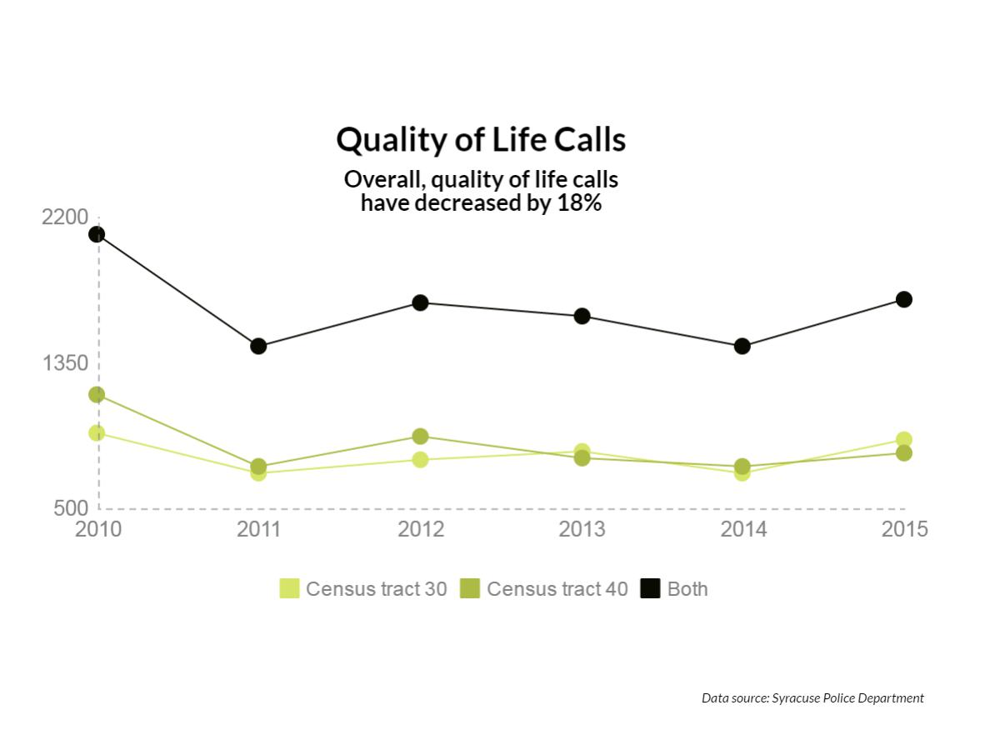 Quality of Life Calls
Overall, quality of life calls
have decreased by 18%
2200
1350
500
2010 2011 2012 2013 2014 2015
Census tract 30 Census tract 40 Both
Data source: Syracuse Police Department